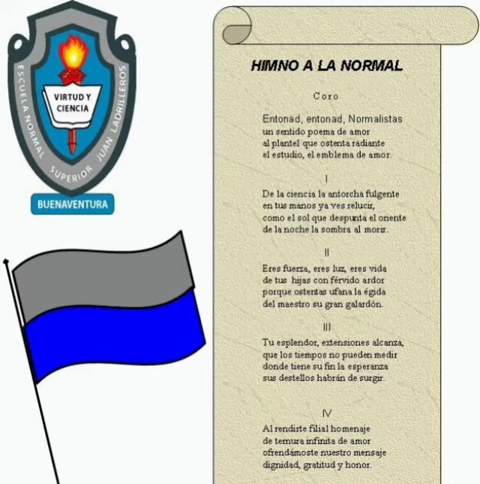 ESCUELA NORMAL SUPERIOR JUAN LADRILLEROS
VIRTUD Y
CIENCIA
BUENAVENTURA
HIMNO A LA NORMAL
Coro
Entonad, entonad, Normalistas
un sentido poema de amor
al plantel que ostenta radiante
el estudio, el emblema de amor.
I
De la ciencia la antorcha fulgente
en tus manos ya ves relucir,
como el sol que despunta el oriente
de la noche la sombra al morir.
II
Eres fuerza, eres luz, eres vida
de tus hijas con férvido ardor
porque ostentas ufana la égida
del maestro su gran galardón.
III
Tu esplendor, extensiones alcanza,
que los tiempos no pueden medir
donde tiene su fin la esperanza
sus destellos habrán de surgir.
IV
Al rendirte filial homenaje
de ternura infinita de amor
ofrendámoste nuestro mensaje
dignidad, gratitud y honor.